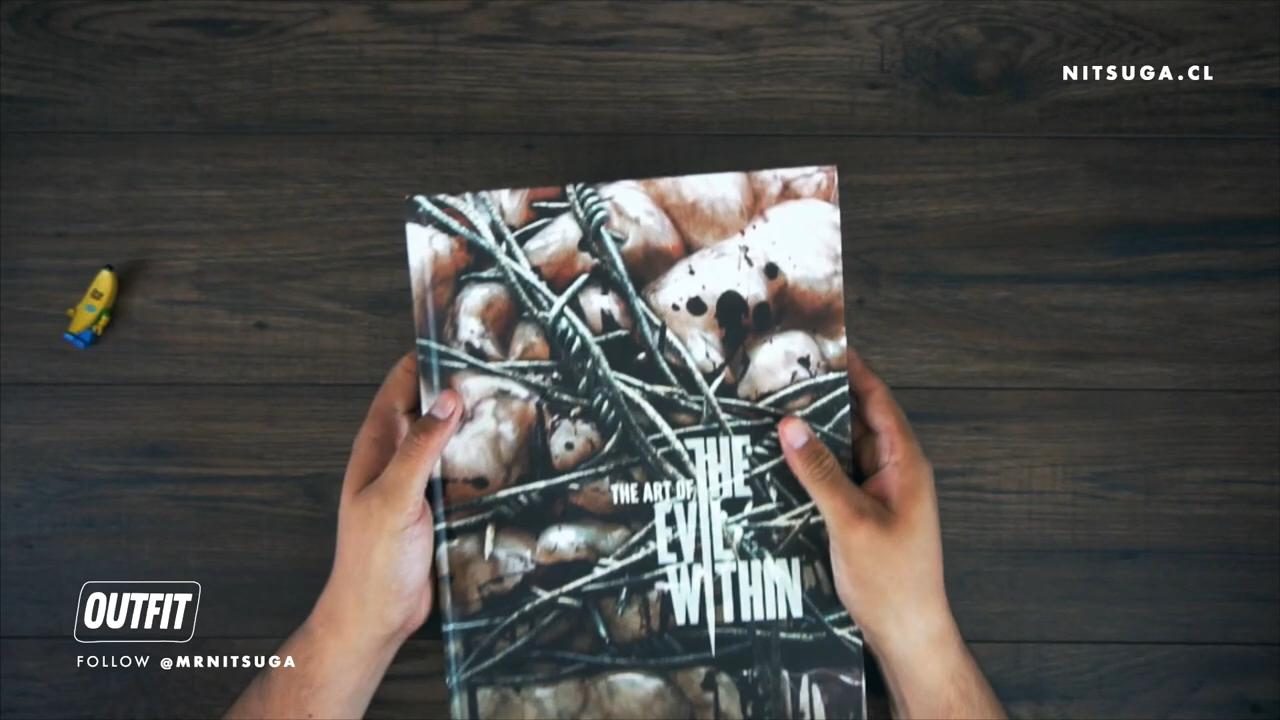 NITSUGA.CL
THE ART OF THE
EVIL
WITHIN
OUTFIT
FOLLOW @MRNITSUGA